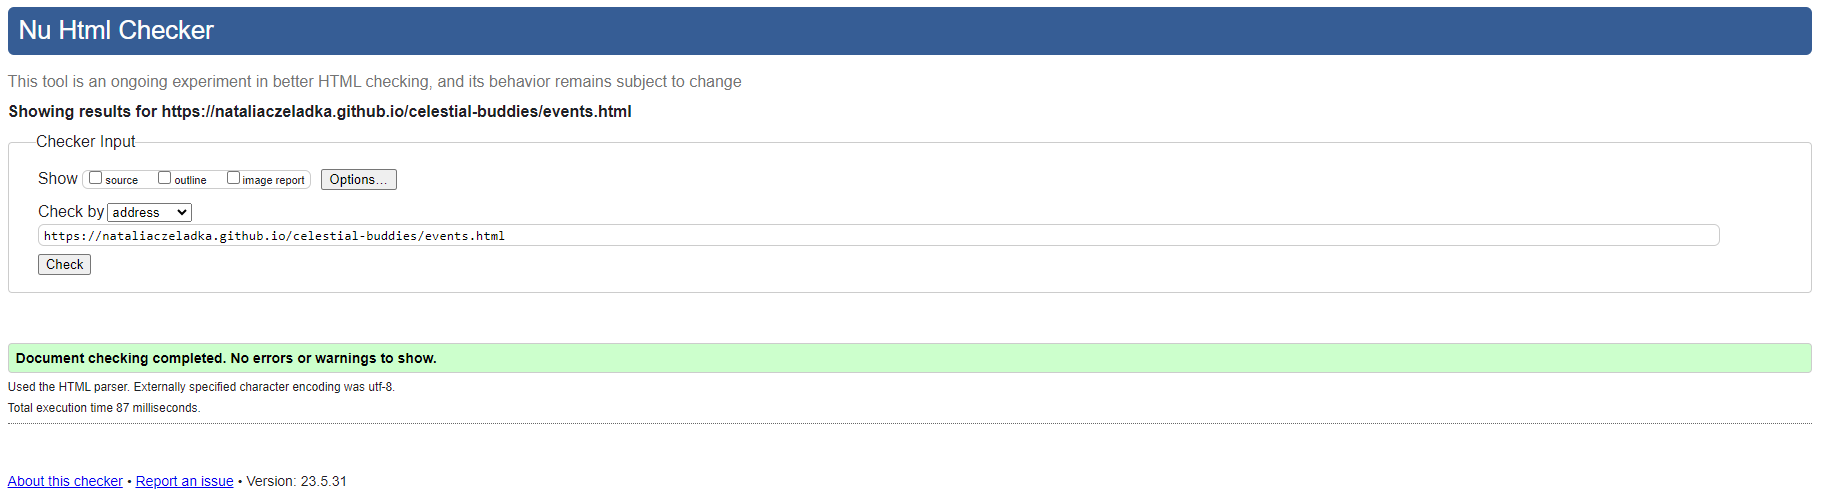 Nu Html Checker
This tool is an ongoing experiment in better HTML checking, and its behavior remains subject to change
Showing results for https://nataliaczeladka.github.io/celestial-buddies/events.html
Checker Input
Show source outline image report Options...
Check by address
https://nataliaczeladka.github.io/celestial-buddies/events.html
Check
Document checking completed. No errors or warnings to show.
Used the HTML parser. Externally specified character encoding was utf-8.
Total execution time 87 milliseconds.
About this checker • Report an issue • Version: 23.5.31